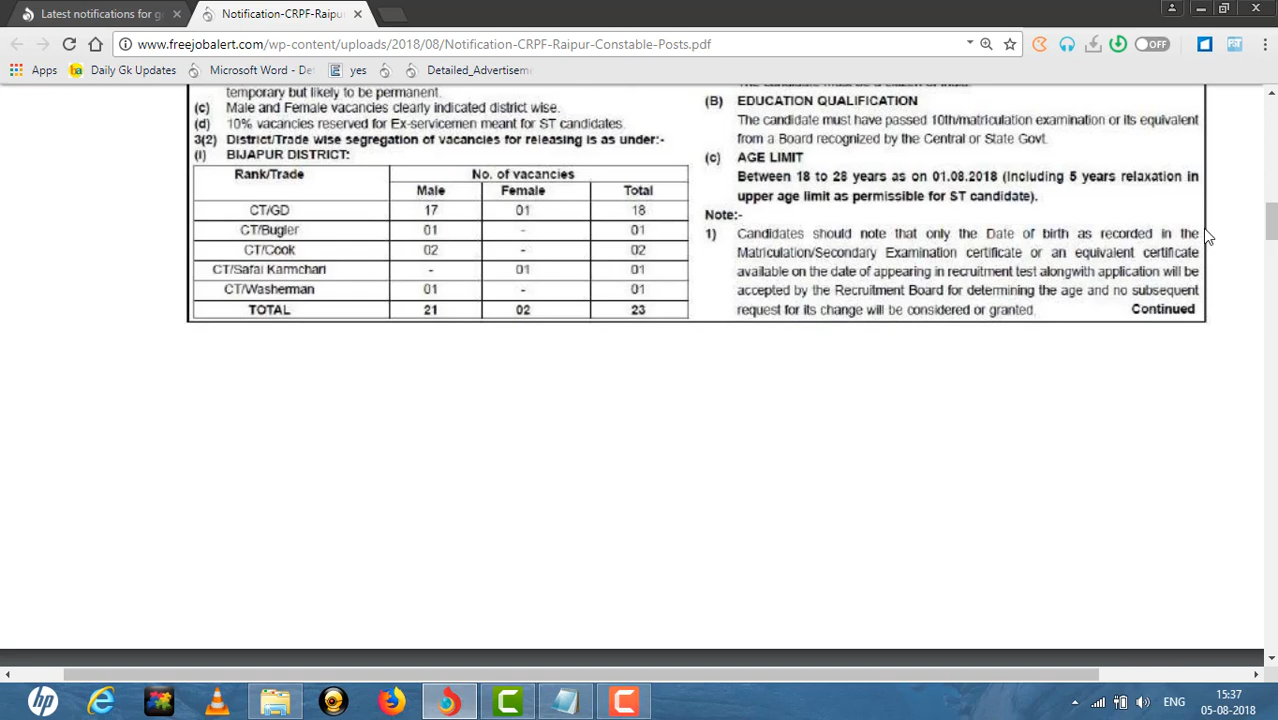 Latest notifications for g
Notification-CRPF-Raipur
www.freejobalert.com/wp-content/uploads/2018/08/Notification-CRPF-Raipur-Constable-Posts.pdf
OFF
Apps
Daily Gk Updates
Microsoft Word - De
yes
Detailed_Advertisem
temporary but likely to be permanent.
(c) Male and Female vacancies clearly indicated district wise.
(d) 10% vacancies reserved for Ex-servicemen meant for ST candidates.
3(2) District/Trade wise segregation of vacancies for releasing is as under:-
(I) BIJAPUR DISTRICT:
Rank/Trade No. of vacancies
Male Female Total
CT/GD 17 01 18
CT/Bugler 01 - 01
CT/Cook 02 - 02
CT/Safai Karmchari - 01 01
CT/Washerman 01 - 01
TOTAL 21 02 23
(B) EDUCATION QUALIFICATION
The candidate must have passed 10th/matriculation examination or its equivalent
from a Board recognized by the Central or State Govt.
(c) AGE LIMIT
Between 18 to 28 years as on 01.08.2018 (Including 5 years relaxation in
upper age limit as permissible for ST candidate).
Note:-
1) Candidates should note that only the Date of birth as recorded in the
Matriculation/Secondary Examination certificate or an equivalent certificate
available on the date of appearing in recruitment test alongwith application will be
accepted by the Recruitment Board for determining the age and no subsequent
request for its change will be considered or granted. Continued
ENG
15:37
05-08-2018